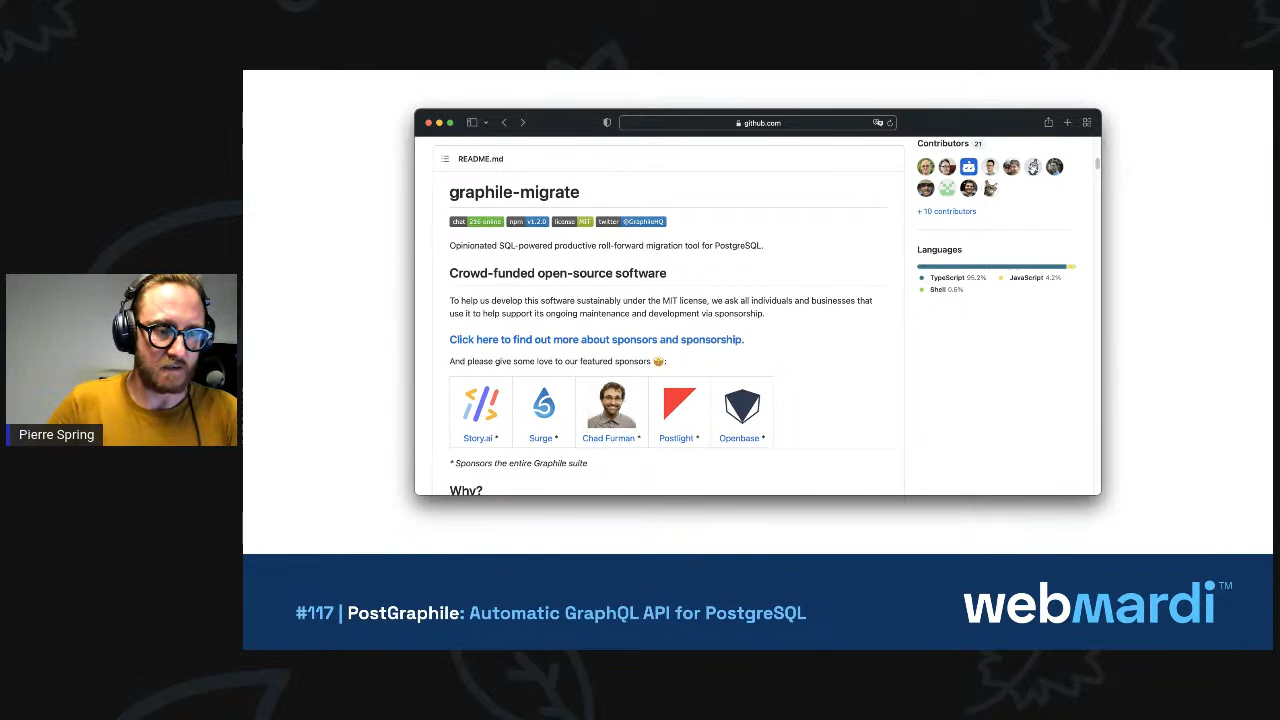 github.com
README.md
graphile-migrate
chat 216 online npm v1.2.0 license MIT twitter @GraphileHQ
Opinionated SQL-powered productive roll-forward migration tool for PostgreSQL.
Crowd-funded open-source software
To help us develop this software sustainably under the MIT license, we ask all individuals and businesses that
use it to help support its ongoing maintenance and development via sponsorship.
Click here to find out more about sponsors and sponsorship.
And please give some love to our featured sponsors 🤩:
Story.ai * Surge * Chad Furman * Postlight * Openbase *
* Sponsors the entire Graphile suite
Why?
Contributors 21
+ 10 contributors
Languages
TypeScript 95.2% JavaScript 4.2%
Shell 0.6%
Pierre Spring
#117 | PostGraphile: Automatic GraphQL API for PostgreSQL
webmardi™